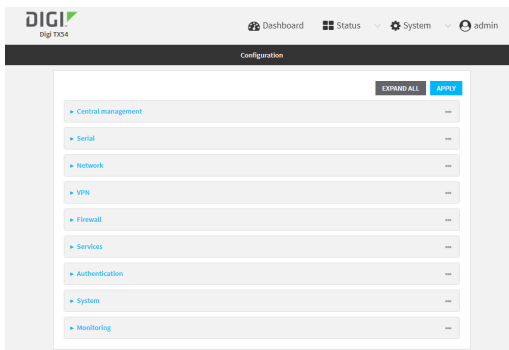 DIGI
Digi TX54
Dashboard Status System admin
Configuration
EXPAND ALL APPLY
Central management
Serial
Network
VPN
Firewall
Services
Authentication
System
Monitoring